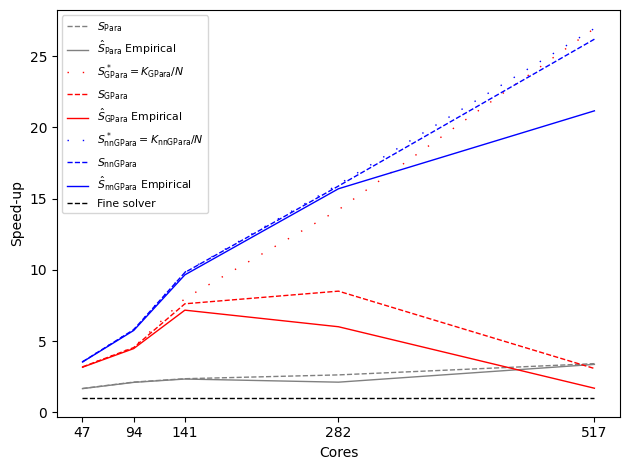 S_Para
Ŝ_Para Empirical
S*_GPara = K_GPara/N
S_GPara
Ŝ_GPara Empirical
S*_nnGPara = K_nnGPara/N
S_nnGPara
Ŝ_nnGPara Empirical
Fine solver
25
20
15
10
5
0
Speed-up
47 94 141 282 517
Cores